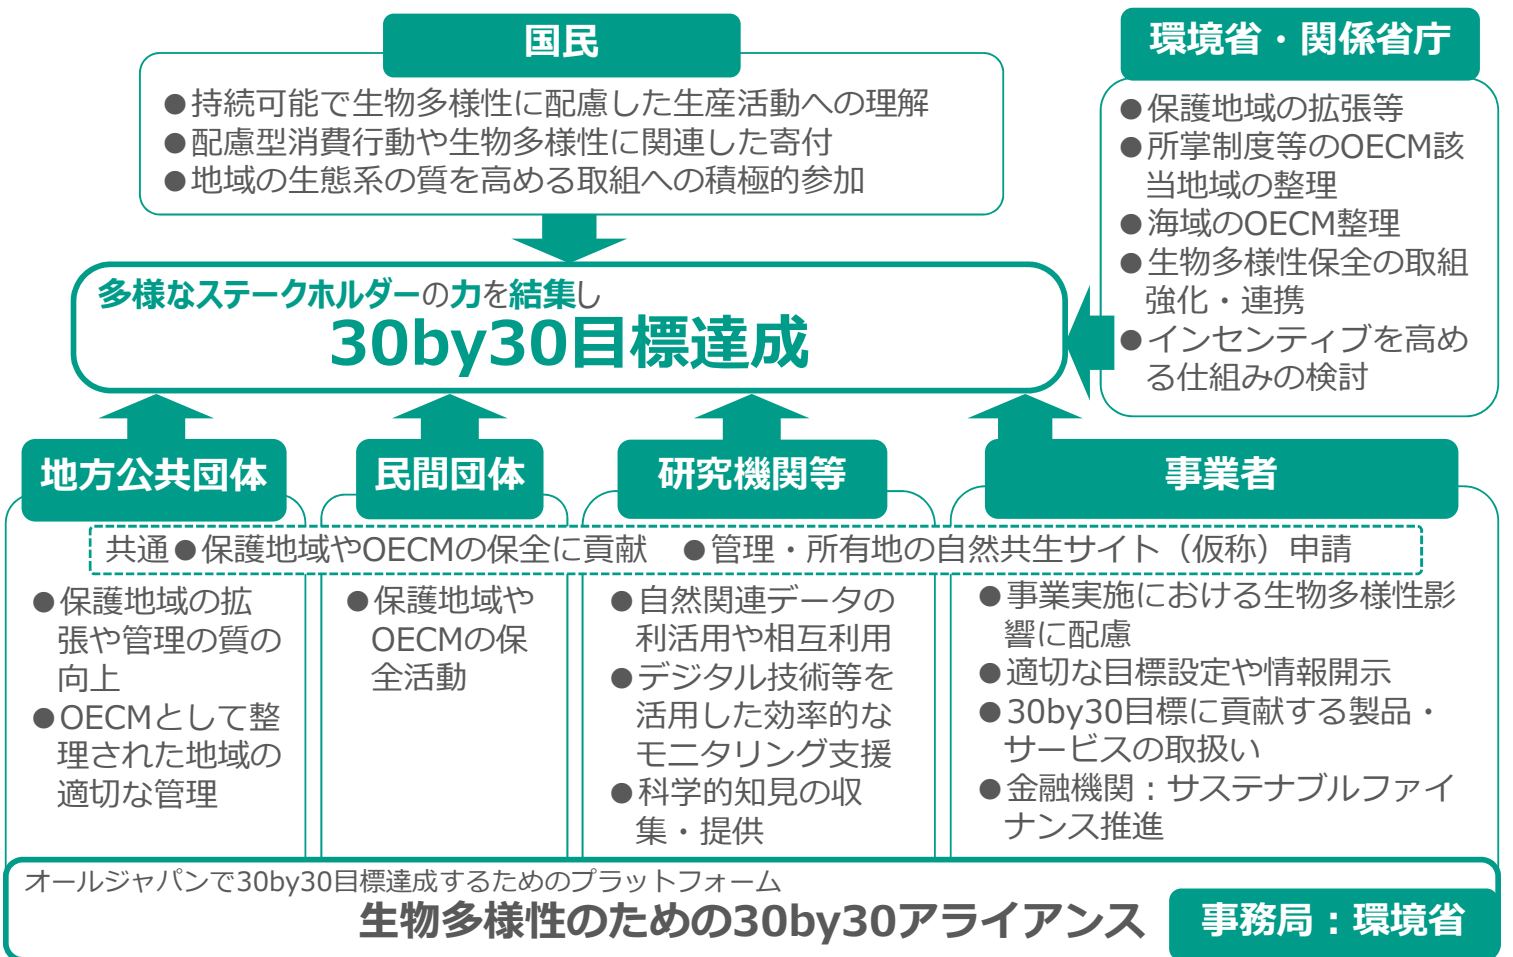 国民
●持続可能で生物多様性に配慮した生産活動への理解
●配慮型消費行動や生物多様性に関連した寄付
●地域の生態系の質を高める取組への積極的参加
環境省・関係省庁
●保護地域の拡張等
●所掌制度等のOECM該
当地域の整理
●海域のOECM整理
●生物多様性保全の取組
強化・連携
●インセンティブを高め
る仕組みの検討
多様なステークホルダーの力を結集し
30by30目標達成
地方公共団体
民間団体
研究機関等
事業者
共通●保護地域やOECMの保全に貢献 ●管理・所有地の自然共生サイト（仮称）申請
●保護地域の拡
張や管理の質の
向上
●OECMとして整
理された地域の
適切な管理
●保護地域や
OECMの保
全活動
●自然関連データの
利活用や相互利用
●デジタル技術等を
活用した効率的な
モニタリング支援
●科学的知見の収
集・提供
●事業実施における生物多様性影
響に配慮
●適切な目標設定や情報開示
●30by30目標に貢献する製品・
サービスの取扱い
●金融機関：サステナブルファイ
ナンス推進
オールジャパンで30by30目標達成するためのプラットフォーム
生物多様性のための30by30アライアンス
事務局：環境省